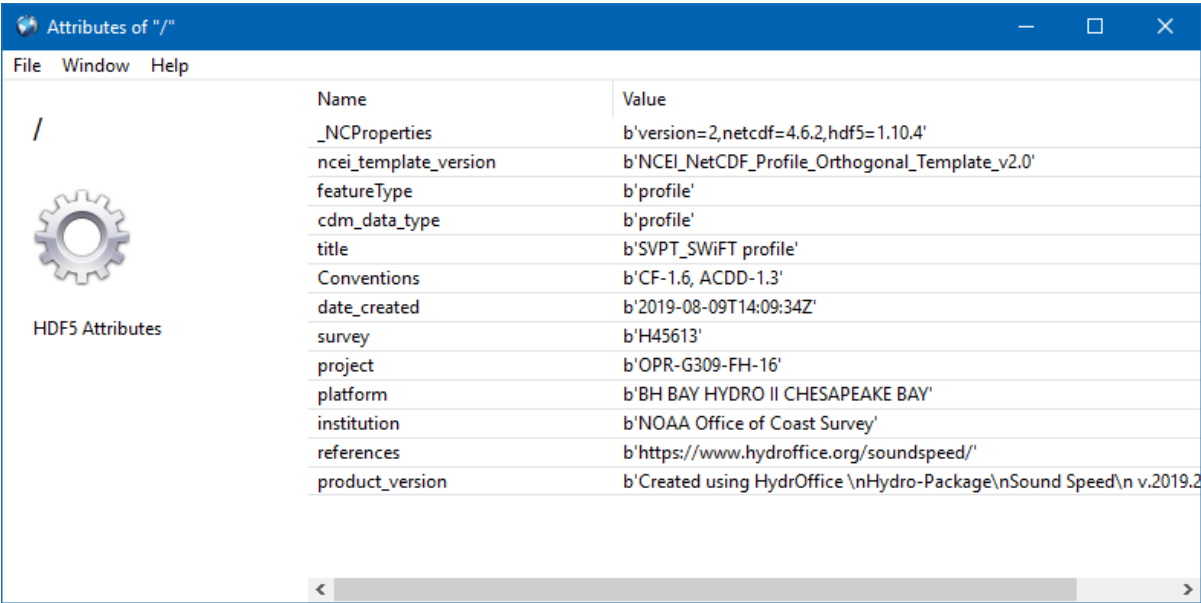 Attributes of "/"
File Window Help
/
HDF5 Attributes
Name Value
_NCProperties b'version=2,netcdf=4.6.2,hdf5=1.10.4'
ncei_template_version b'NCEI_NetCDF_Profile_Orthogonal_Template_v2.0'
featureType b'profile'
cdm_data_type b'profile'
title b'SVPT_SWiFT profile'
Conventions b'CF-1.6, ACDD-1.3'
date_created b'2019-08-09T14:09:34Z'
survey b'H45613'
project b'OPR-G309-FH-16'
platform b'BH BAY HYDRO II CHESAPEAKE BAY'
institution b'NOAA Office of Coast Survey'
references b'https://www.hydroffice.org/soundspeed/'
product_version b'Created using HydrOffice \nHydro-Package\nSound Speed\n v.2019.2